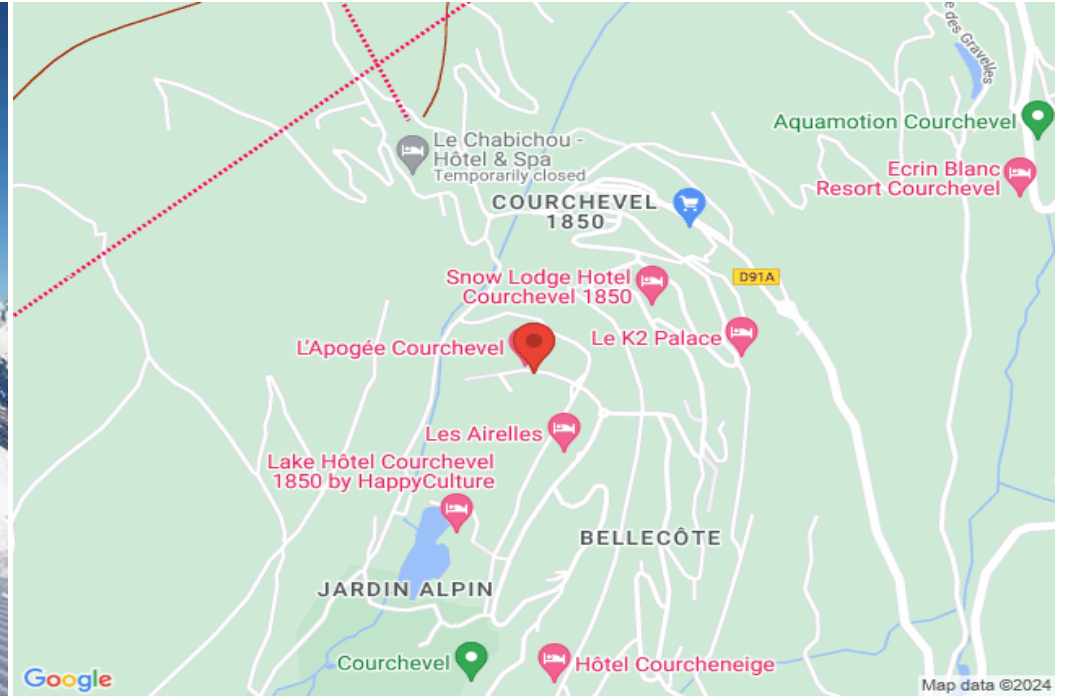 e des Gravelles
Aquamotion Courchevel
Le Chabichou -
Hôtel & Spa
Temporarily closed
Ecrin Blanc
Resort Courchevel
COURCHEVEL
1850
D91A
Snow Lodge Hotel
Courchevel 1850
Le K2 Palace
L'Apogée Courchevel
Les Airelles
Lake Hôtel Courchevel
1850 by HappyCulture
BELLECÔTE
JARDIN ALPIN
Courchevel
Hôtel Courcheneige
Google
Map data ©2024